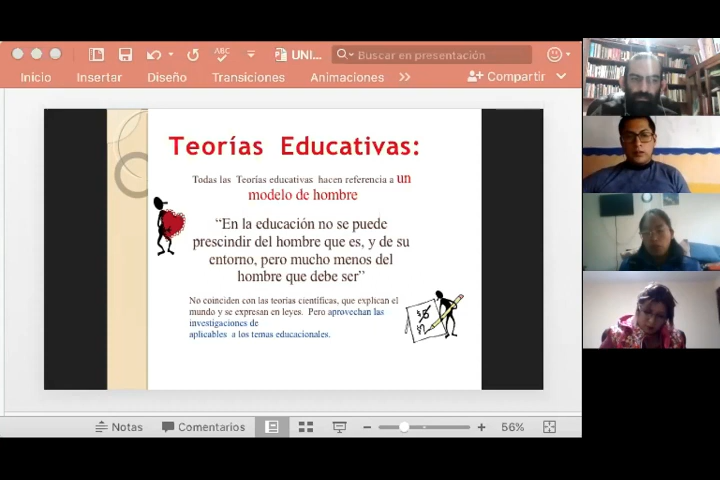 ABC
UNI...
Buscar en presentación
Inicio
Insertar
Diseño
Transiciones
Animaciones
Compartir
Teorías Educativas:
Todas las Teorías educativas hacen referencia a un
modelo de hombre
“En la educación no se puede
prescindir del hombre que es, y de su
entorno, pero mucho menos del
hombre que debe ser”
No coinciden con las teorías científicas, que explican el
mundo y se expresan en leyes. Pero aprovechan las
investigaciones de
aplicables a los temas educacionales.
Notas
Comentarios
56%